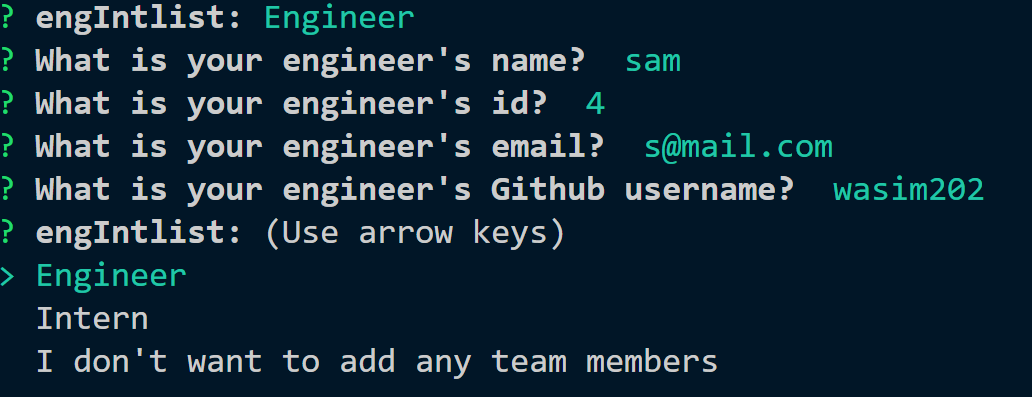 ? engIntlist: Engineer
? What is your engineer's name?  sam
? What is your engineer's id?  4
? What is your engineer's email?  s@mail.com
? What is your engineer's Github username?  wasim202
? engIntlist: (Use arrow keys)
> Engineer
  Intern
  I don't want to add any team members